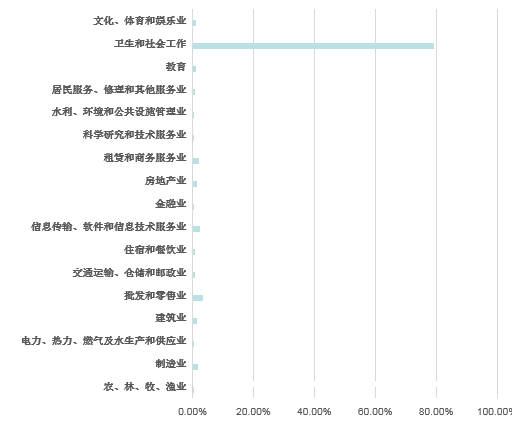 文化、体育和娱乐业
卫生和社会工作
教育
居民服务、修理和其他服务业
水利、环境和公共设施管理业
科学研究和技术服务业
租赁和商务服务业
房地产业
金融业
信息传输、软件和信息技术服务业
住宿和餐饮业
交通运输、仓储和邮政业
批发和零售业
建筑业
电力、热力、燃气及水生产和供应业
制造业
农、林、牧、渔业
0.00% 20.00% 40.00% 60.00% 80.00% 100.00%